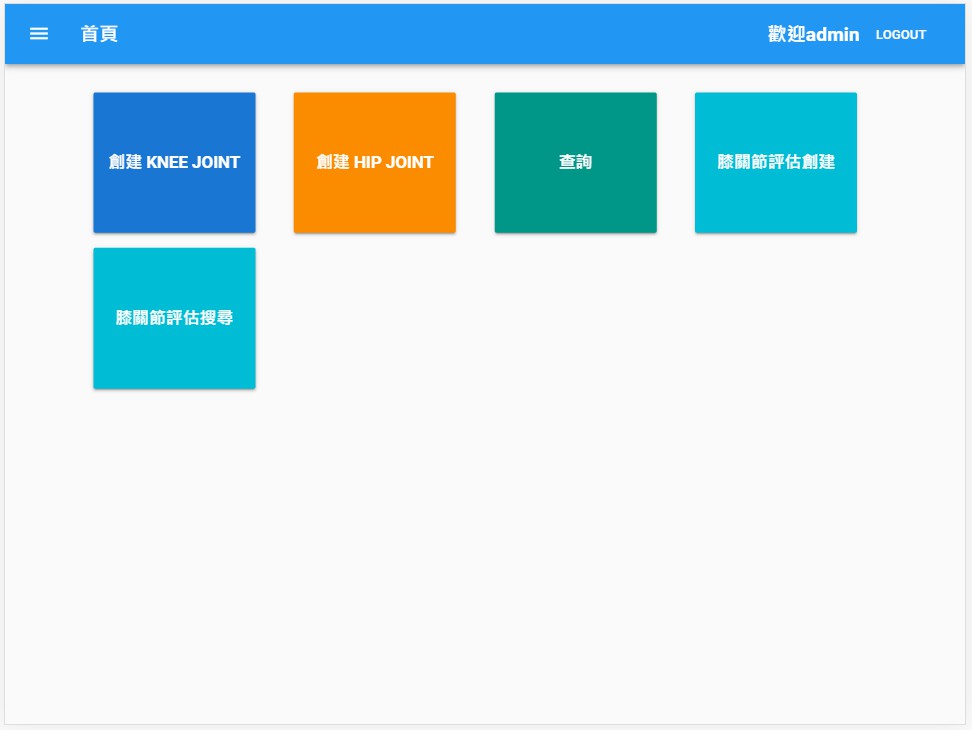 首頁
歡迎admin LOGOUT
創建 KNEE JOINT
創建 HIP JOINT
查詢
膝關節評估創建
膝關節評估搜尋